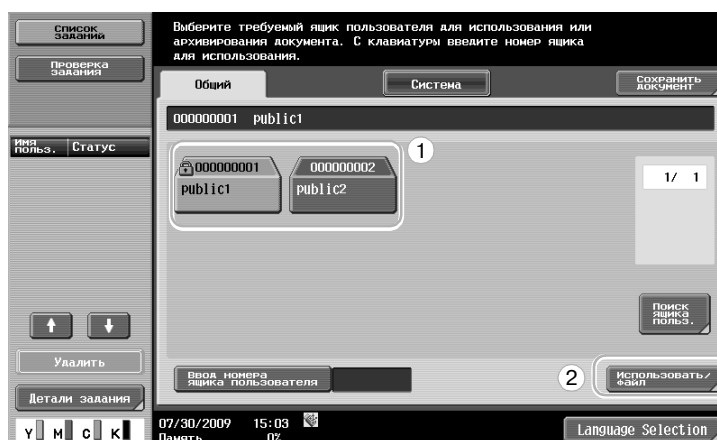 Список
задания
Проверка
задания
Имя
польз.
Статус
Удалить
Детали задания
Y M C K
Выберите требуемый ящик пользователя для использования или
архивирования документа. С клавиатуры введите номер ящика
для использования.
Общий
Система
Сохранить
документ
000000001 public1
1
000000001
public1
000000002
public2
1/ 1
Поиск
ящика
польз.
Ввод номера
ящика пользователя
2
Использовать/
файл
07/30/2009 15:03
Память 0%
Language Selection